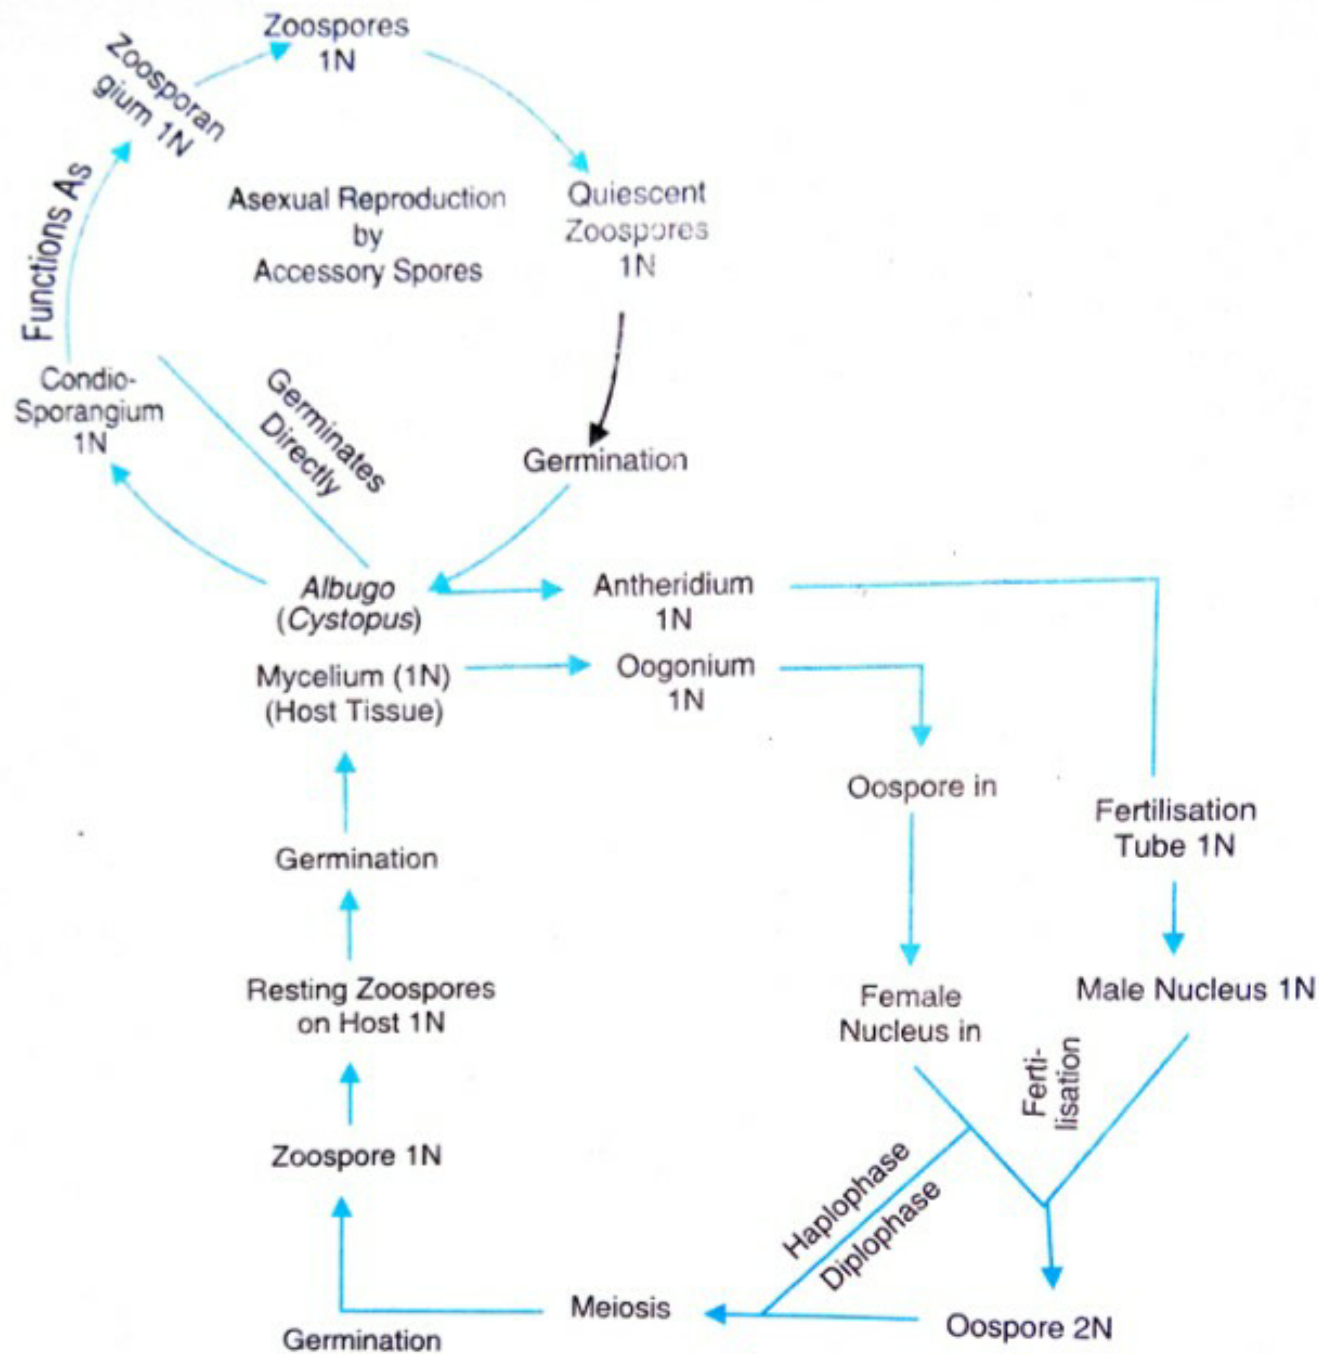 Zoospores
1N
Zoosporan
gium 1N
Functions As
Asexual Reproduction
by
Accessory Spores
Quiescent
Zoospores
1N
Condio-
Sporangium
1N
Germinates
Directly
Germination
Albugo
(Cystopus)
Antheridium
1N
Mycelium (1N)
(Host Tissue)
Oogonium
1N
Oospore in
Fertilisation
Tube 1N
Germination
Resting Zoospores
on Host 1N
Female
Nucleus in
Male Nucleus 1N
Ferti-
lisation
Zoospore 1N
Haplophase
Diplophase
Meiosis
Oospore 2N
Germination